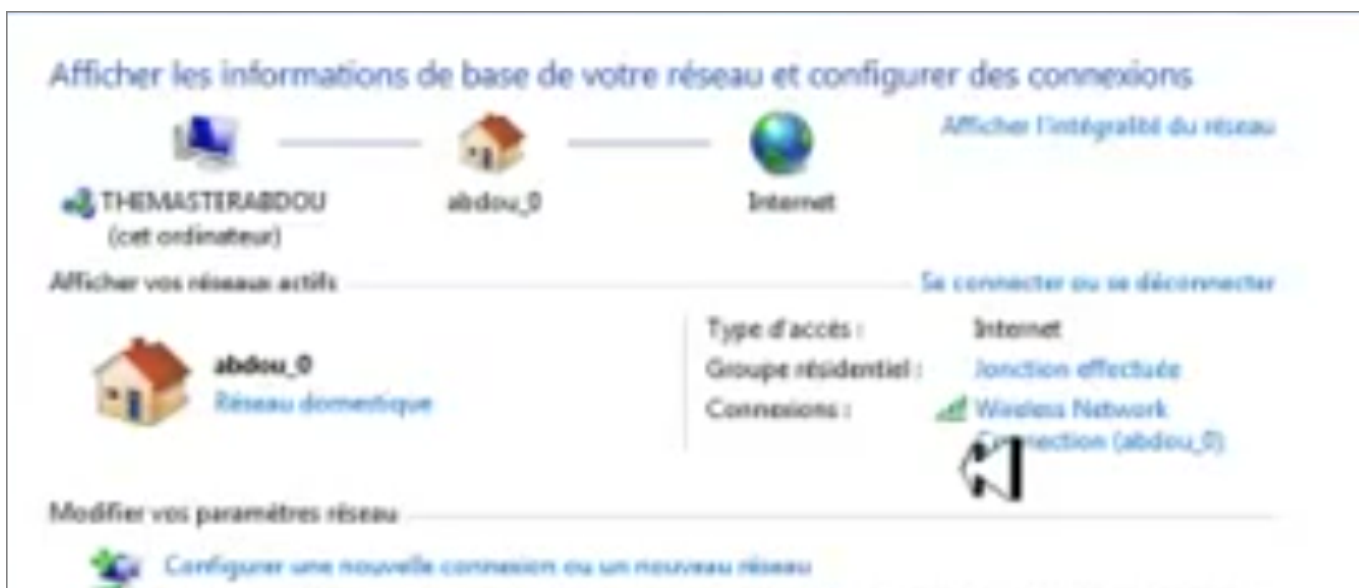 Afficher les informations de base de votre réseau et configurer des connexions
Afficher l'intégralité du réseau
THEMASTERABDOU
(cet ordinateur)
abdou_0
Internet
Afficher vos réseaux actifs
Se connecter ou se déconnecter
abdou_0
Réseau domestique
Type d'accès :
Internet
Groupe résidentiel :
Jonction effectuée
Connexions :
Wireless Network
Connection (abdou_0)
Modifier vos paramètres réseau
Configurer une nouvelle connexion ou un nouveau réseau